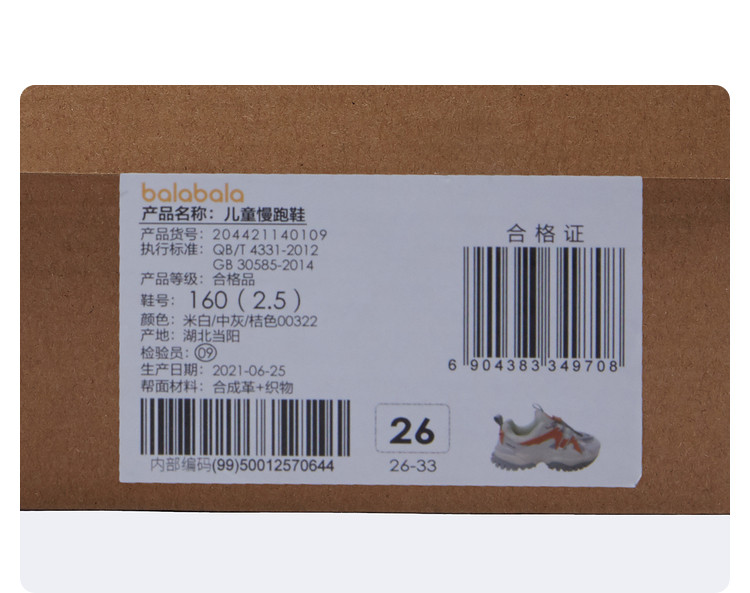 balabala
产品名称：儿童慢跑鞋
产品货号：204421140109
执行标准：QB/T 4331-2012
GB 30585-2014
产品等级：合格品
鞋号：160（2.5）
颜色：米白/中灰/桔色00322
产地：湖北当阳
检验员：09
生产日期：2021-06-25
帮面材料：合成革+织物
内部编码(99)50012570644
合格证
6 904383 349708
26
26-33